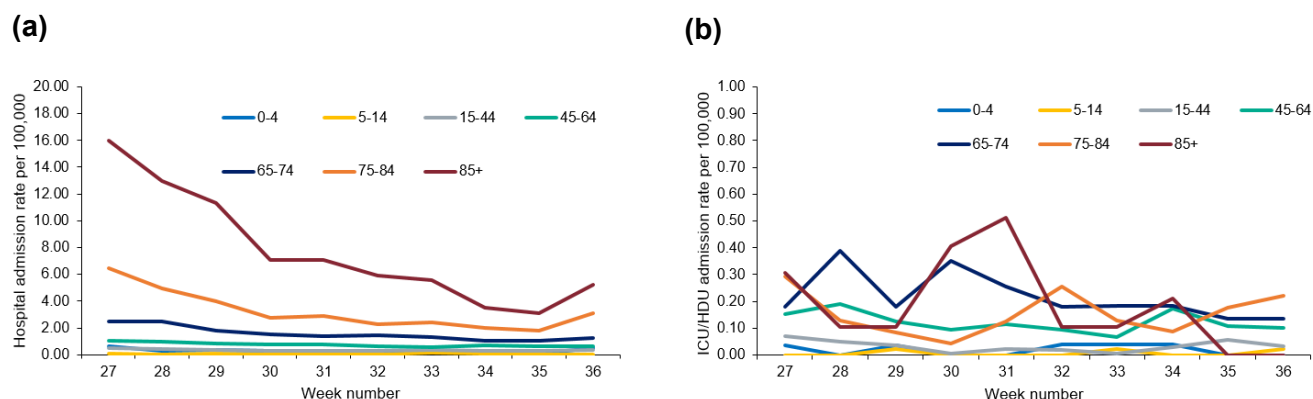 (a)
Hospital admission rate per 100,000
20.00
18.00
16.00
14.00
12.00
10.00
8.00
6.00
4.00
2.00
0.00
0-4 5-14 15-44 45-64
65-74 75-84 85+
27 28 29 30 31 32 33 34 35 36
Week number
(b)
ICU/HDU admission rate per 100,000
1.00
0.90
0.80
0.70
0.60
0.50
0.40
0.30
0.20
0.10
0.00
0-4 5-14 15-44 45-64
65-74 75-84 85+
27 28 29 30 31 32 33 34 35 36
Week number